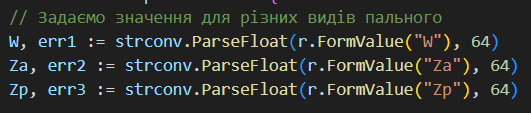 // Задаємо значення для різних видів пального
W, err1 := strconv.ParseFloat(r.FormValue("W"), 64)
Za, err2 := strconv.ParseFloat(r.FormValue("Za"), 64)
Zp, err3 := strconv.ParseFloat(r.FormValue("Zp"), 64)